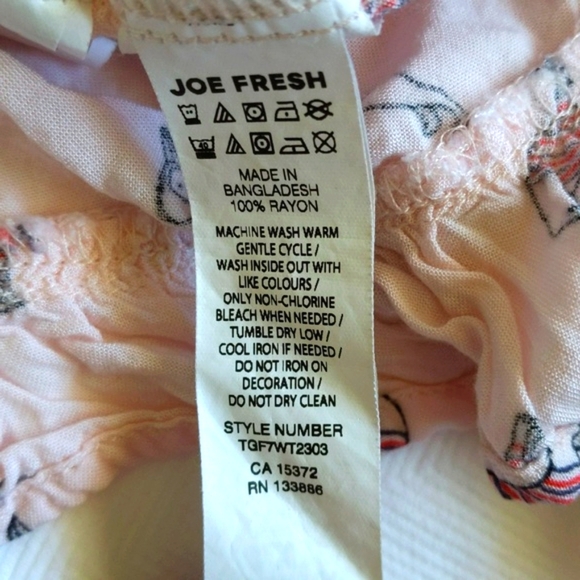 JOE FRESH
40
MADE IN
BANGLADESH
100% RAYON
MACHINE WASH WARM
GENTLE CYCLE /
WASH INSIDE OUT WITH
LIKE COLOURS /
ONLY NON-CHLORINE
BLEACH WHEN NEEDED /
TUMBLE DRY LOW /
COOL IRON IF NEEDED /
DO NOT IRON ON
DECORATION /
DO NOT DRY CLEAN
STYLE NUMBER
TGF7WT2303
CA 15372
RN 133886